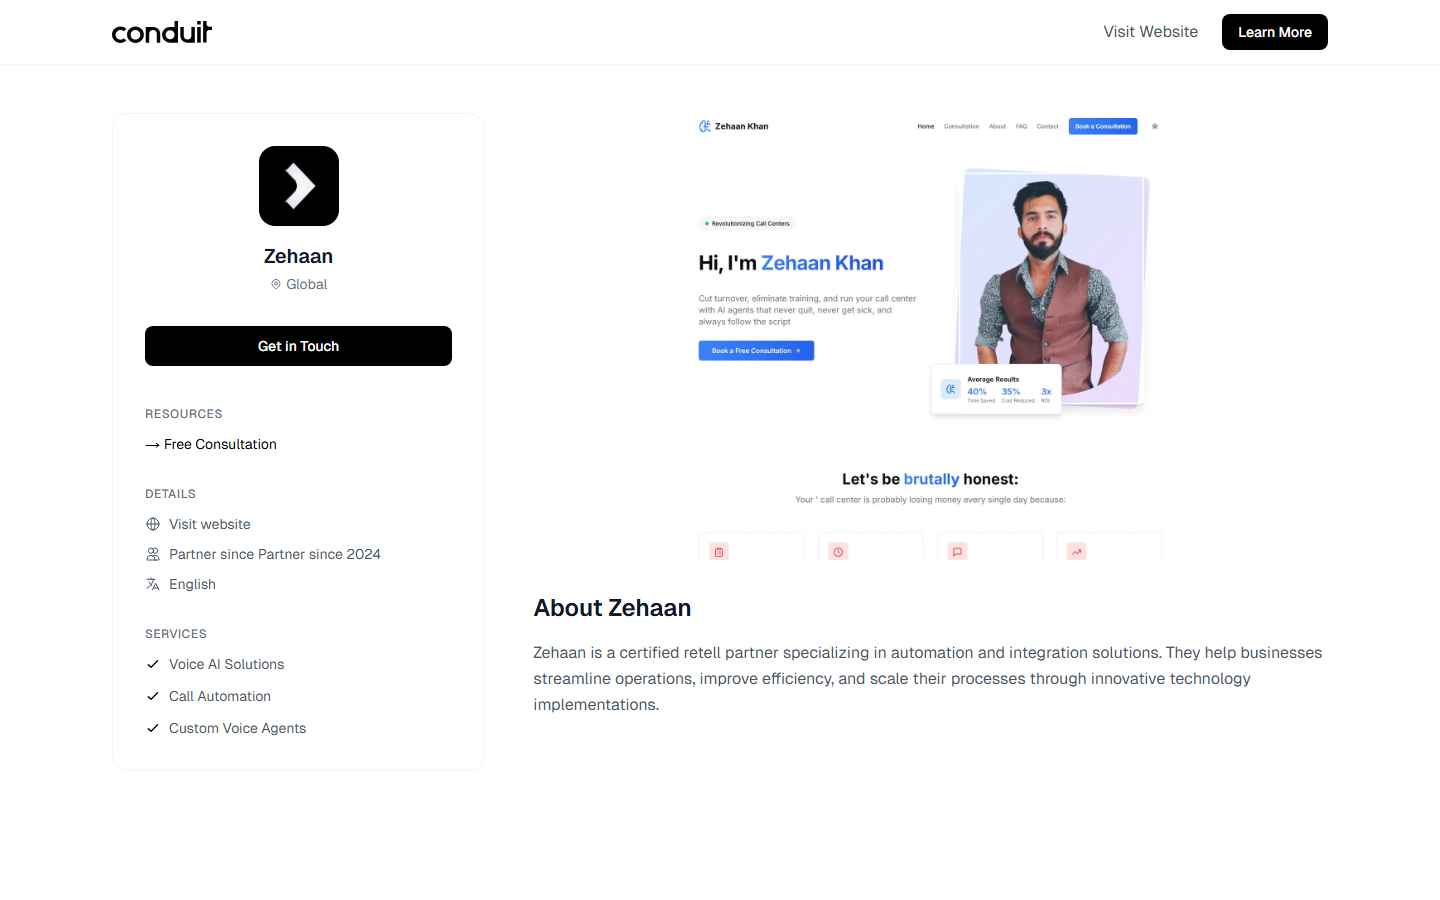 conduit
Visit Website
Learn More
Zehaan
Global
Get in Touch
RESOURCES
→ Free Consultation
DETAILS
Visit website
Partner since Partner since 2024
English
SERVICES
Voice AI Solutions
Call Automation
Custom Voice Agents
Zehaan Khan
Home Consultation About FAQ Contact Book a Consultation
Revolutionizing Call Centers
Hi, I'm Zehaan Khan
Cut turnover, eliminate training, and run your call center
with AI agents that never quit, never get sick, and
always follow the script
Book a Free Consultation →
Average Results
40% 35% 3x
Time Saved Cost Reduced ROI
Let's be brutally honest:
Your ' call center is probably losing money every single day because:
About Zehaan
Zehaan is a certified retell partner specializing in automation and integration solutions. They help businesses
streamline operations, improve efficiency, and scale their processes through innovative technology
implementations.